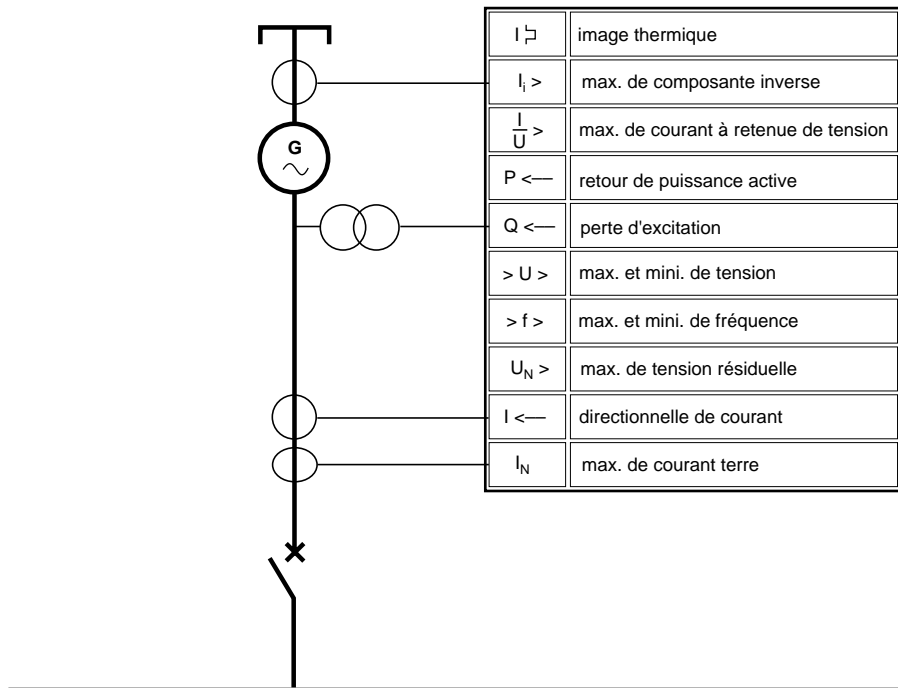 I image thermique
I_i > max. de composante inverse
I/U > max. de courant à retenue de tension
G
P <— retour de puissance active
Q <— perte d'excitation
> U > max. et mini. de tension
> f > max. et mini. de fréquence
U_N > max. de tension résiduelle
I <— directionnelle de courant
I_N max. de courant terre